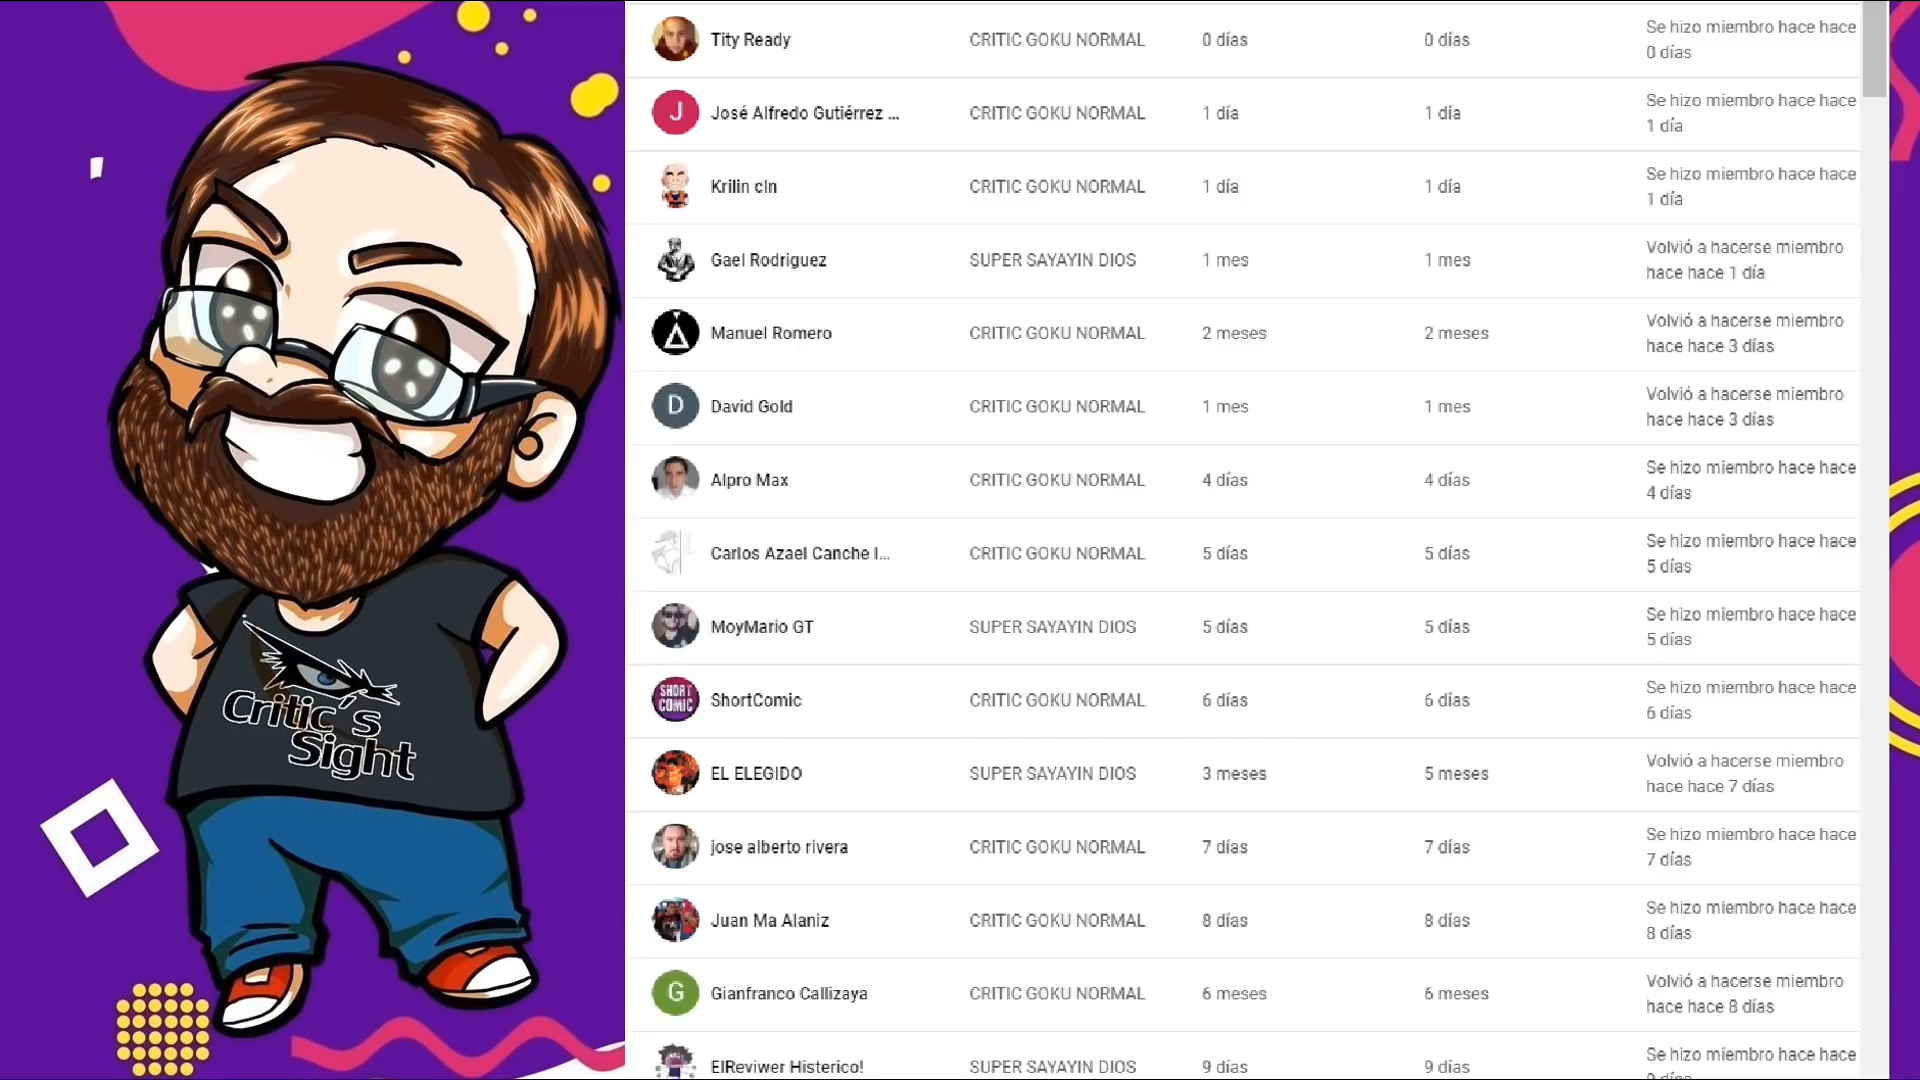 Critic's
Sight
Tity Ready CRITIC GOKU NORMAL 0 días 0 días Se hizo miembro hace hace
0 días
J José Alfredo Gutiérrez ... CRITIC GOKU NORMAL 1 día 1 día Se hizo miembro hace hace
1 día
Krilin cln CRITIC GOKU NORMAL 1 día 1 día Se hizo miembro hace hace
1 día
Gael Rodriguez SUPER SAYAYIN DIOS 1 mes 1 mes Volvió a hacerse miembro
hace hace 1 día
Manuel Romero CRITIC GOKU NORMAL 2 meses 2 meses Volvió a hacerse miembro
hace hace 3 días
D David Gold CRITIC GOKU NORMAL 1 mes 1 mes Volvió a hacerse miembro
hace hace 3 días
Alpro Max CRITIC GOKU NORMAL 4 días 4 días Se hizo miembro hace hace
4 días
Carlos Azael Canche I... CRITIC GOKU NORMAL 5 días 5 días Se hizo miembro hace hace
5 días
MoyMario GT SUPER SAYAYIN DIOS 5 días 5 días Se hizo miembro hace hace
5 días
SHORT
COMIC
ShortComic CRITIC GOKU NORMAL 6 días 6 días Se hizo miembro hace hace
6 días
EL ELEGIDO SUPER SAYAYIN DIOS 3 meses 5 meses Volvió a hacerse miembro
hace hace 7 días
jose alberto rivera CRITIC GOKU NORMAL 7 días 7 días Se hizo miembro hace hace
7 días
Juan Ma Alaniz CRITIC GOKU NORMAL 8 días 8 días Se hizo miembro hace hace
8 días
G Gianfranco Callizaya CRITIC GOKU NORMAL 6 meses 6 meses Volvió a hacerse miembro
hace hace 8 días
ElReviwer Histerico! SUPER SAYAYIN DIOS 9 días 9 días Se hizo miembro hace hace
9 días